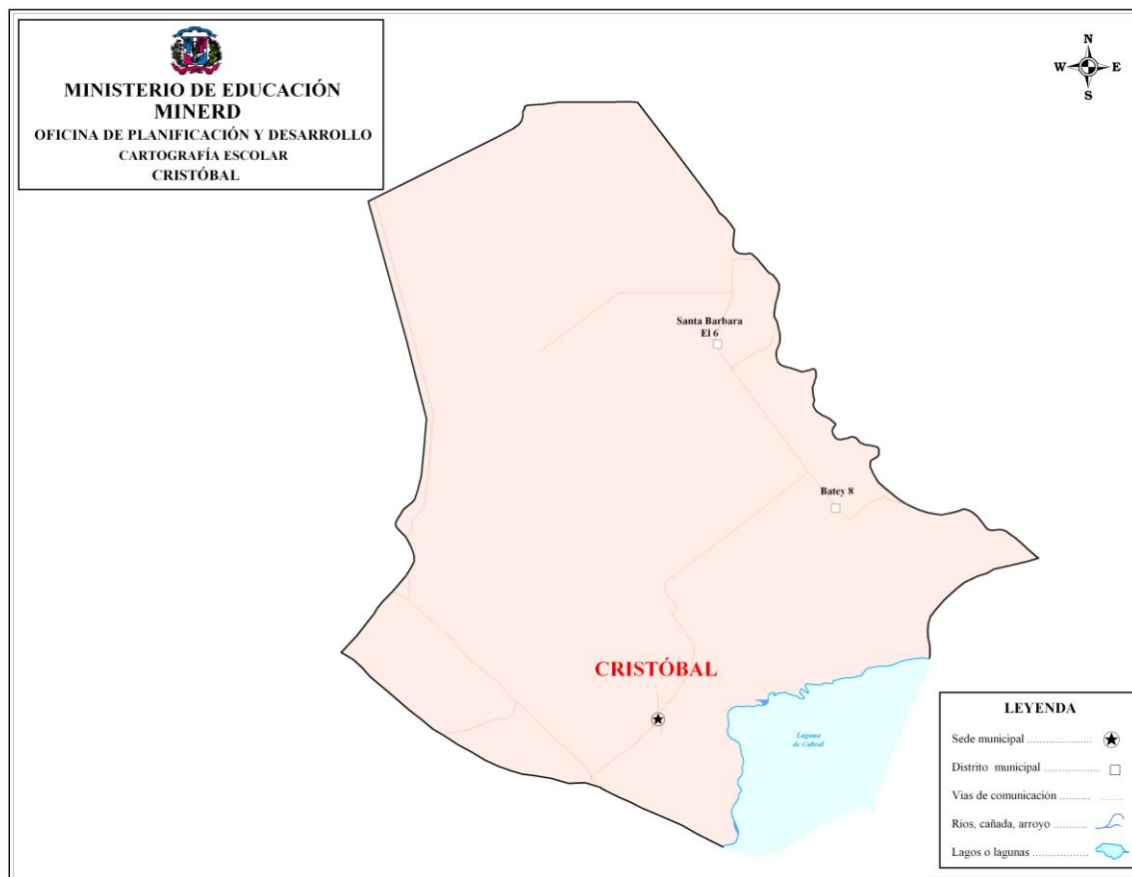 MINISTERIO DE EDUCACIÓN
MINERD
OFICINA DE PLANIFICACIÓN Y DESARROLLO
CARTOGRAFÍA ESCOLAR
CRISTÓBAL
N
W E
S
Santa Barbara
El 6
Batey 8
CRISTÓBAL
Laguna
de Cabral
LEYENDA
Sede municipal .....................
Distrito municipal ..................
Vias de comunicación ..........
Rios, cañada, arroyo ...........
Lagos o lagunas ..................